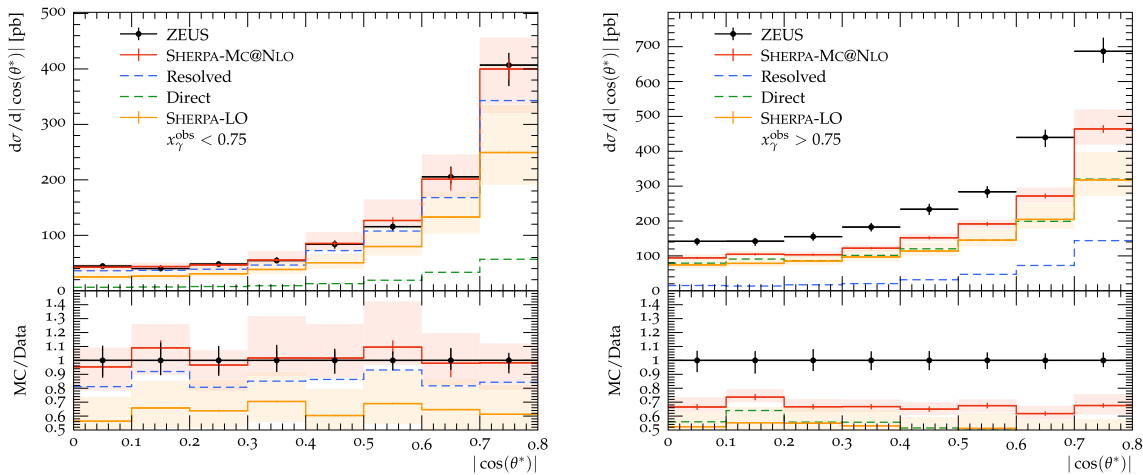 dσ/d| cos(θ*)| [pb]
500
400
300
200
100
0
ZEUS
SHERPA-MC@NLO
Resolved
Direct
SHERPA-LO
x_γ^obs < 0.75
MC/Data
1.4
1.3
1.2
1.1
1
0.9
0.8
0.7
0.6
0.5
0 0.1 0.2 0.3 0.4 0.5 0.6 0.7 0.8
| cos(θ*)|
dσ/d| cos(θ*)| [pb]
700
600
500
400
300
200
100
0
ZEUS
SHERPA-MC@NLO
Resolved
Direct
SHERPA-LO
x_γ^obs > 0.75
MC/Data
1.4
1.3
1.2
1.1
1
0.9
0.8
0.7
0.6
0.5
0 0.1 0.2 0.3 0.4 0.5 0.6 0.7 0.8
| cos(θ*)|